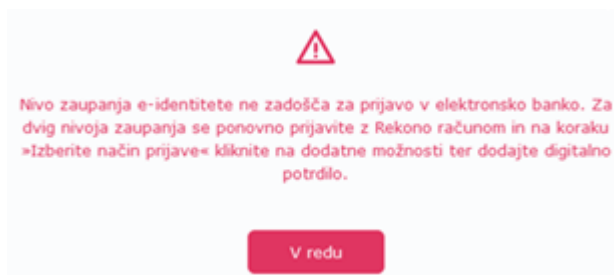 Nivo zaupanja e-identitete ne zadošča za prijavo v elektronsko banko. Za
dvig nivoja zaupanja se ponovno prijavite z Rekono računom in na koraku
»Izberite način prijave« kliknite na dodatne možnosti ter dodajte digitalno
potrdilo.
V redu